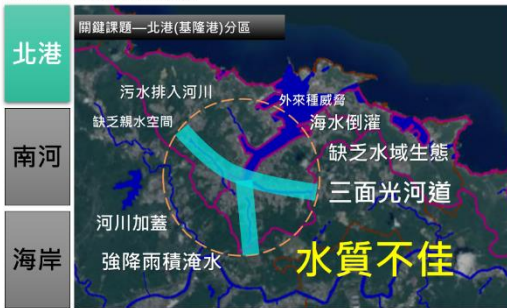 北港
南河
海岸
關鍵課題—北港(基隆港)分區
污水排入河川
外來種威脅
缺乏親水空間
海水倒灌
缺乏水域生態
三面光河道
河川加蓋
強降雨積淹水
水質不佳